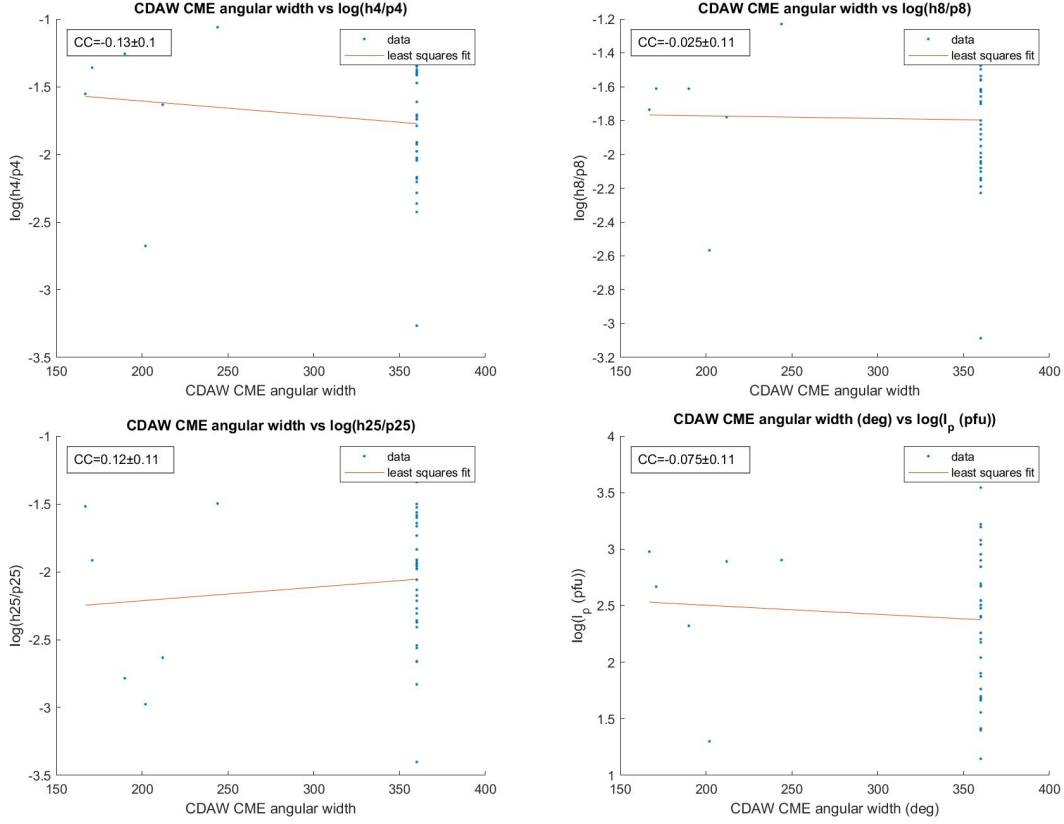 CDAW CME angular width vs log(h4/p4)
CC=-0.13±0.1
data
least squares fit
log(h4/p4)
-1
-1.5
-2
-2.5
-3
-3.5
150 200 250 300 350 400
CDAW CME angular width
CDAW CME angular width vs log(h8/p8)
CC=-0.025±0.11
data
least squares fit
log(h8/p8)
-1.2
-1.4
-1.6
-1.8
-2
-2.2
-2.4
-2.6
-2.8
-3
-3.2
150 200 250 300 350 400
CDAW CME angular width
CDAW CME angular width vs log(h25/p25)
CC=0.12±0.11
data
least squares fit
log(h25/p25)
-1
-1.5
-2
-2.5
-3
-3.5
150 200 250 300 350 400
CDAW CME angular width
CDAW CME angular width (deg) vs log(I_p (pfu))
CC=-0.075±0.11
data
least squares fit
log(I_p (pfu))
4
3.5
3
2.5
2
1.5
1
150 200 250 300 350 400
CDAW CME angular width (deg)